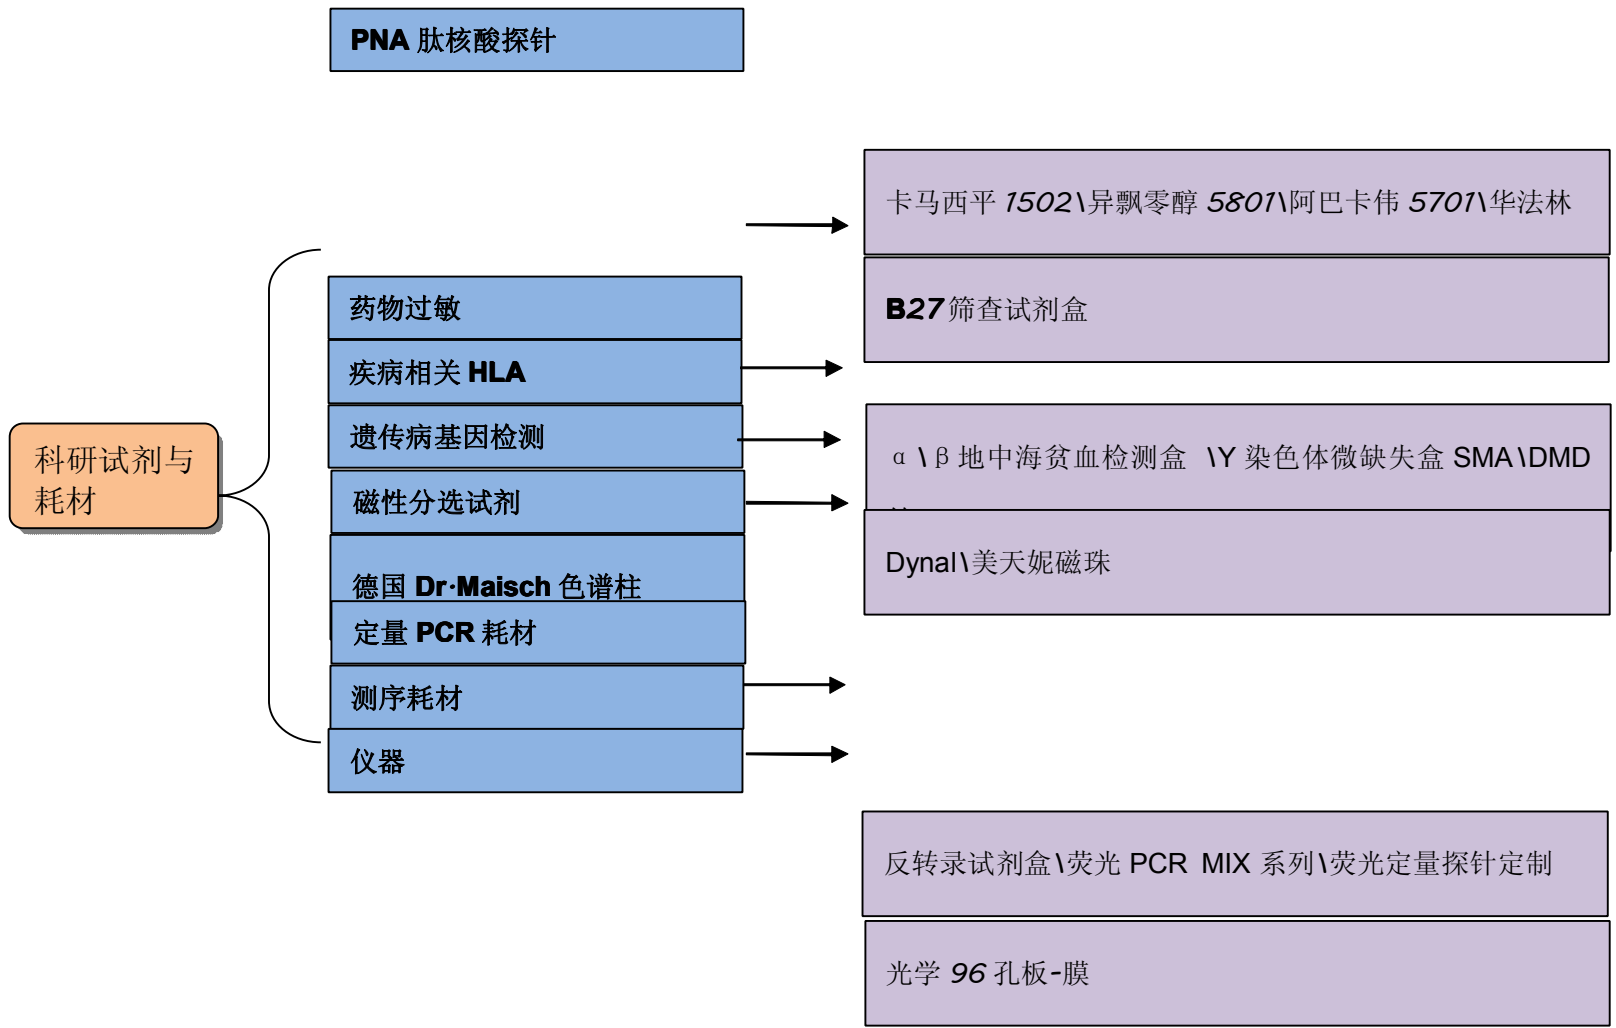 PNA 肽核酸探针
卡马西平 1502\异飘零醇 5801\阿巴卡伟 5701\华法林
B27筛查试剂盒
药物过敏
疾病相关 HLA
遗传病基因检测
磁性分选试剂
德国 Dr·Maisch 色谱柱
定量 PCR 耗材
测序耗材
仪器
科研试剂与
耗材
α \β地中海贫血检测盒 \Y 染色体微缺失盒 SMA\DMD
Dynal\美天妮磁珠
反转录试剂盒\荧光 PCR MIX 系列\荧光定量探针定制
光学 96 孔板-膜